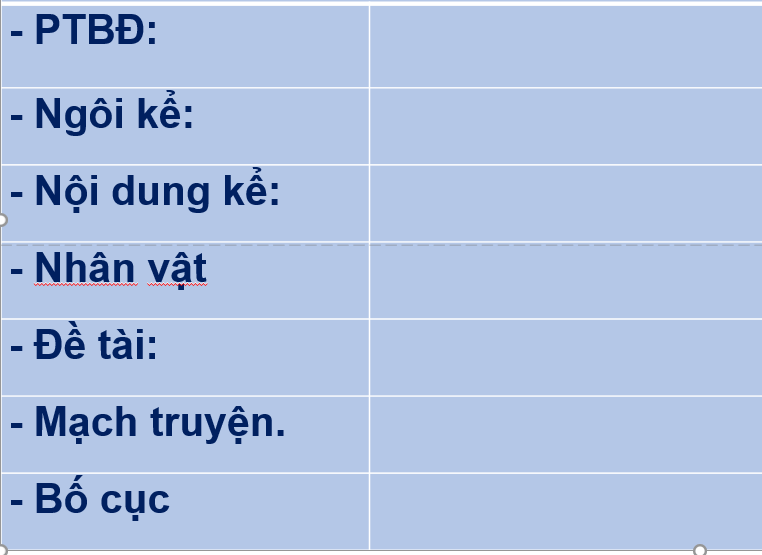 - PTBĐ:
- Ngôi kể:
- Nội dung kể:
- Nhân vật
- Đề tài:
- Mạch truyện.
- Bố cục